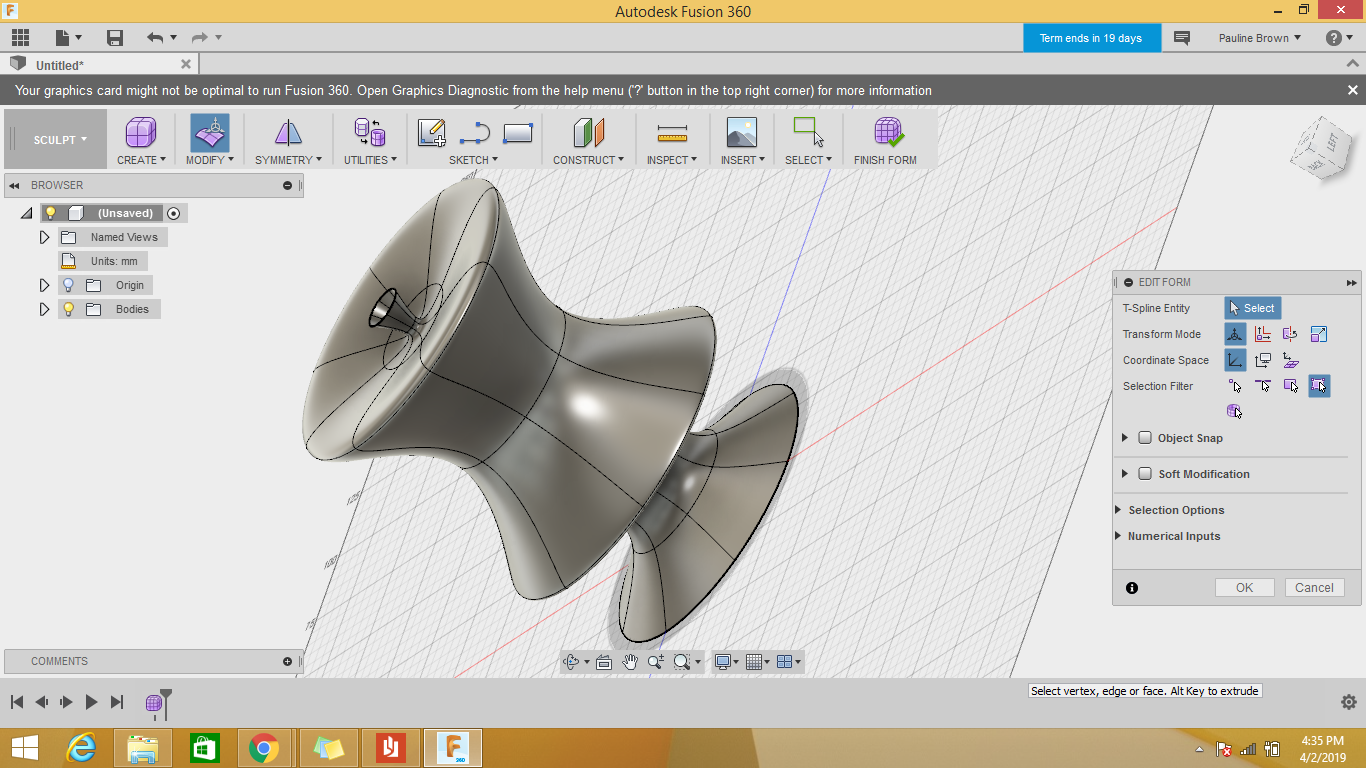 Autodesk Fusion 360
Term ends in 19 days
Pauline Brown
Untitled*
Your graphics card might not be optimal to run Fusion 360. Open Graphics Diagnostic from the help menu ('?' button in the top right corner) for more information
SCULPT
CREATE
MODIFY
SYMMETRY
UTILITIES
SKETCH
CONSTRUCT
INSPECT
INSERT
SELECT
FINISH FORM
LEFT
BACK
BROWSER
(Unsaved)
Named Views
Units: mm
Origin
Bodies
EDIT FORM
T-Spline Entity
Select
Transform Mode
Coordinate Space
Selection Filter
Object Snap
Soft Modification
Selection Options
Numerical Inputs
OK
Cancel
125
100
75
COMMENTS
Select vertex, edge or face. Alt Key to extrude
360
4:35 PM
4/2/2019